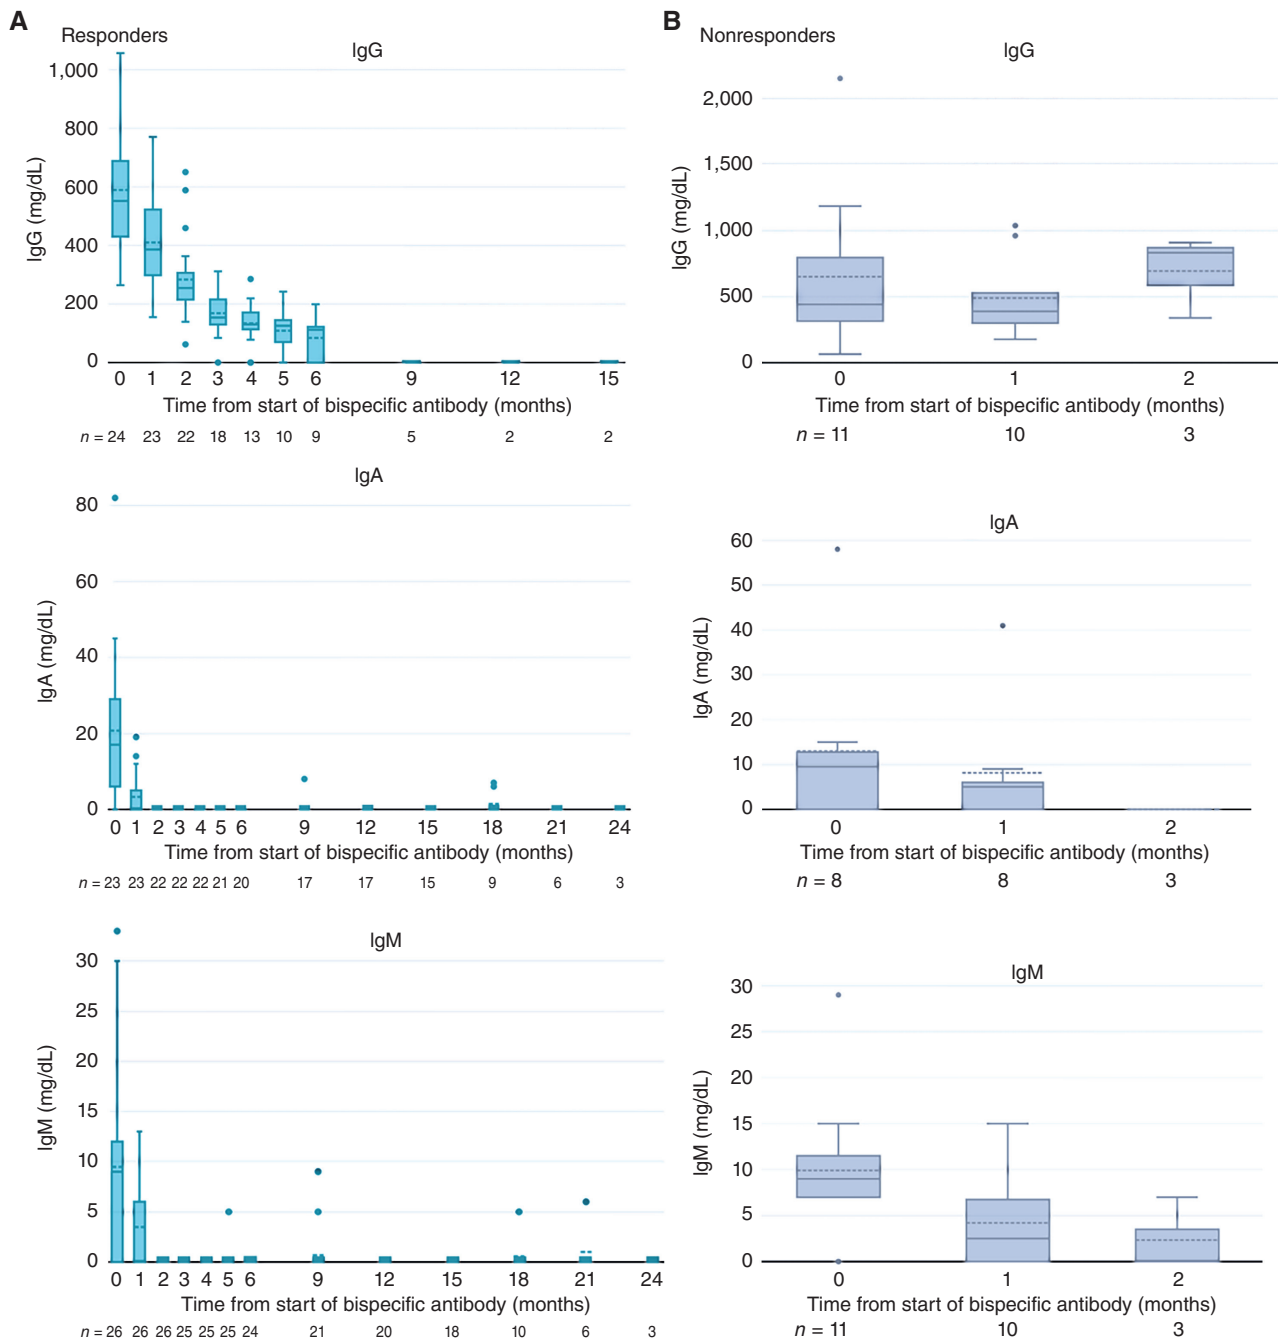 A
Responders
IgG
IgG (mg/dL)
1,000
800
600
400
200
0
0 1 2 3 4 5 6 9 12 15
Time from start of bispecific antibody (months)
n = 24 23 22 18 13 10 9 5 2 2
IgA
IgA (mg/dL)
80
60
40
20
0
0 1 2 3 4 5 6 9 12 15 18 21 24
Time from start of bispecific antibody (months)
n = 23 23 22 22 22 21 20 17 17 15 9 6 3
IgM
IgM (mg/dL)
30
25
20
15
10
5
0
0 1 2 3 4 5 6 9 12 15 18 21 24
Time from start of bispecific antibody (months)
n = 26 26 26 25 25 25 24 21 20 18 10 6 3
B
Nonresponders
IgG
IgG (mg/dL)
2,000
1,500
1,000
500
0
0 1 2
Time from start of bispecific antibody (months)
n = 11 10 3
IgA
IgA (mg/dL)
60
50
40
30
20
10
0
0 1 2
Time from start of bispecific antibody (months)
n = 8 8 3
IgM
IgM (mg/dL)
30
25
20
15
10
5
0
0 1 2
Time from start of bispecific antibody (months)
n = 11 10 3